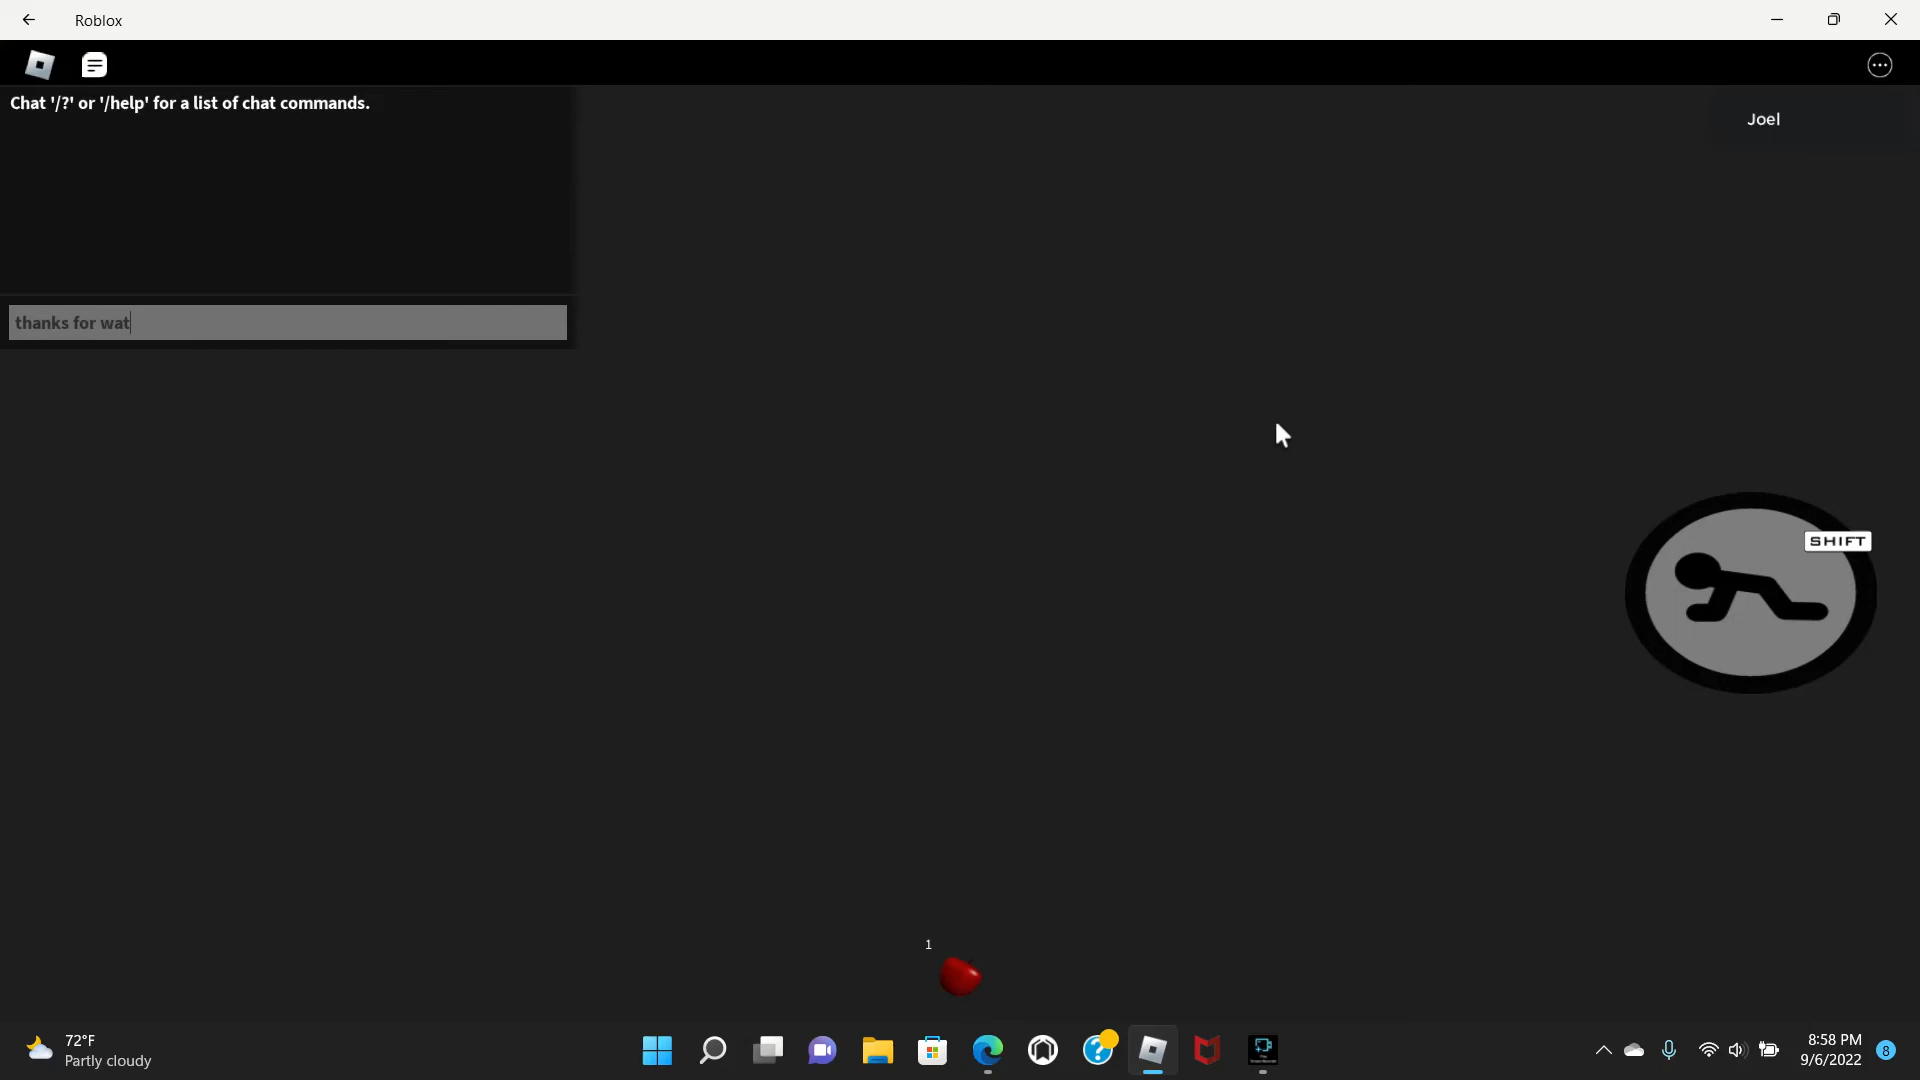 Roblox
Chat '/?' or '/help' for a list of chat commands.
Joel
thanks for wat
SHIFT
1
72°F
Partly cloudy
8:58 PM
9/6/2022
8